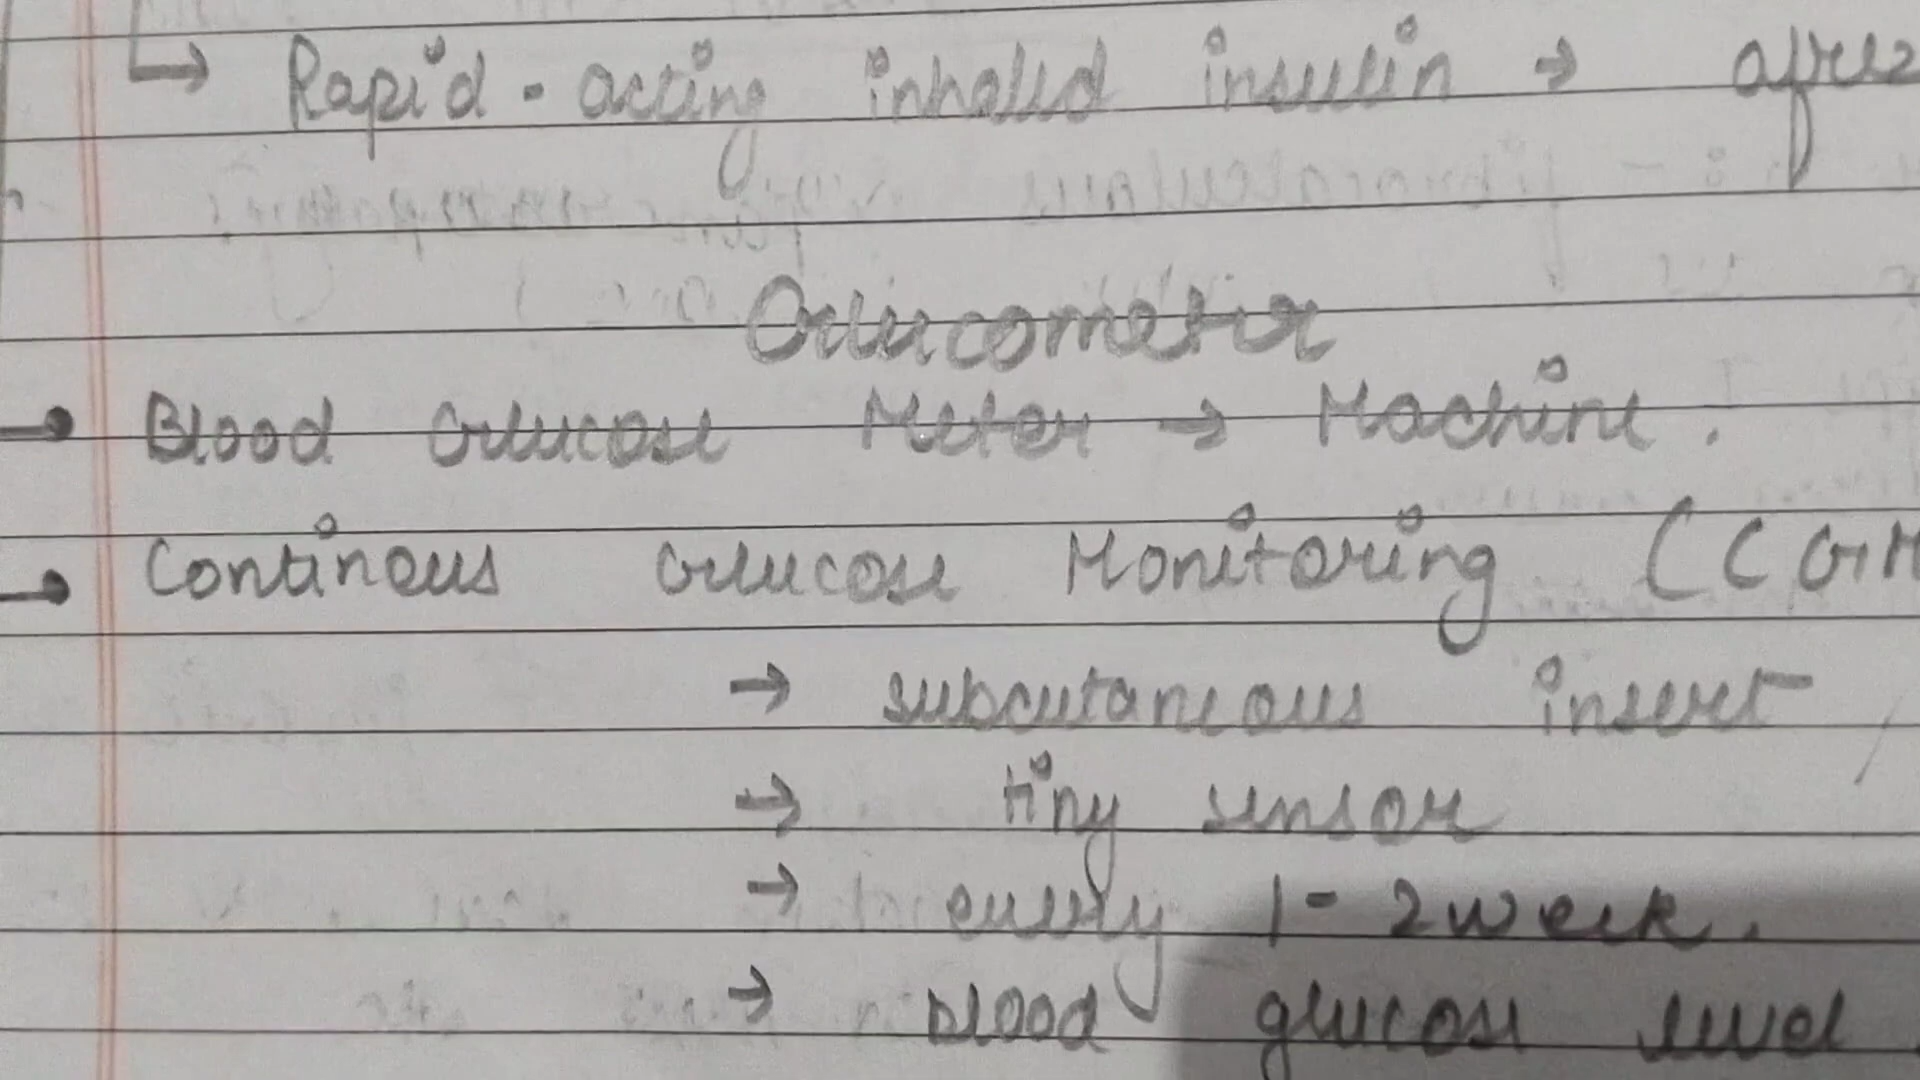 ↳ Rapid-acting inhaled insulin → after
Glucometer
→ Blood Glucose Meter → Machine.
→ Continous Glucose Monitoring (CGM
→ subcutaneous insert
→ tiny sensor
→ every 1-2 week.
→ blood glucose level